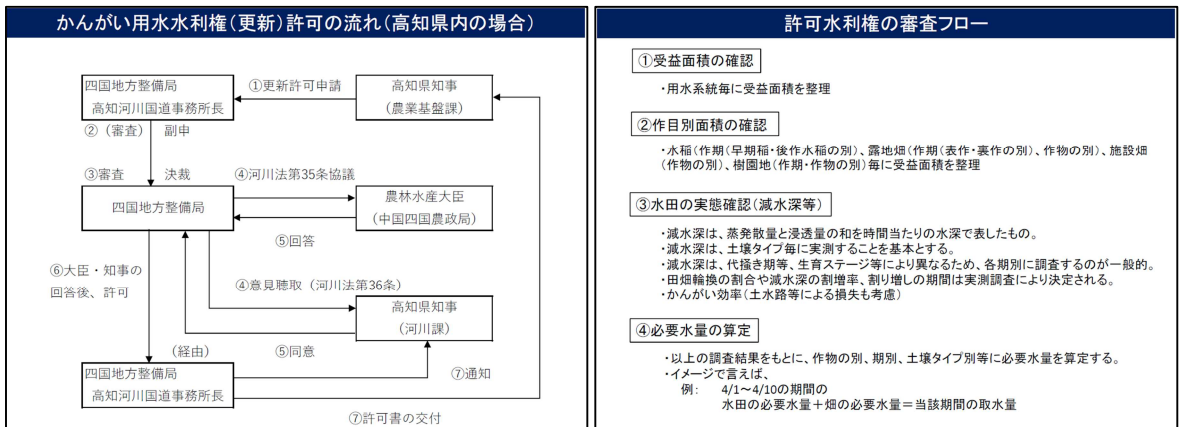 かんがい用水水利権(更新)許可の流れ(高知県内の場合)
四国地方整備局
高知河川国道事務所長
①更新許可申請
高知県知事
(農業基盤課)
②(審査) 副申
③審査 決裁
四国地方整備局
④河川法第35条協議
農林水産大臣
(中国四国農政局)
⑤回答
⑥大臣・知事の
回答後、許可
④意見聴取(河川法第36条)
高知県知事
(河川課)
⑤同意
(経由)
四国地方整備局
高知河川国道事務所長
⑦通知
⑦許可書の交付
許可水利権の審査フロー
①受益面積の確認
・用水系統毎に受益面積を整理
②作目別面積の確認
・水稲(作期(早期稲・後作水稲の別)、露地畑(作期(表作・裏作の別)、作物の別)、施設畑
(作物の別)、樹園地(作期・作物の別)毎に受益面積を整理
③水田の実態確認(減水深等)
・減水深は、蒸発散量と浸透量の和を時間当たりの水深で表したもの。
・減水深は、土壌タイプ毎に実測することを基本とする。
・減水深は、代掻き期等、生育ステージ等により異なるため、各期別に調査するのが一般的。
・田畑輪換の割合や減水深の割増率、割り増しの期間は実測調査により決定される。
・かんがい効率(土水路等による損失も考慮)
④必要水量の算定
・以上の調査結果をもとに、作物の別、期別、土壌タイプ別等に必要水量を算定する。
・イメージで言えば、
例: 4/1~4/10の期間の
水田の必要水量+畑の必要水量=当該期間の取水量